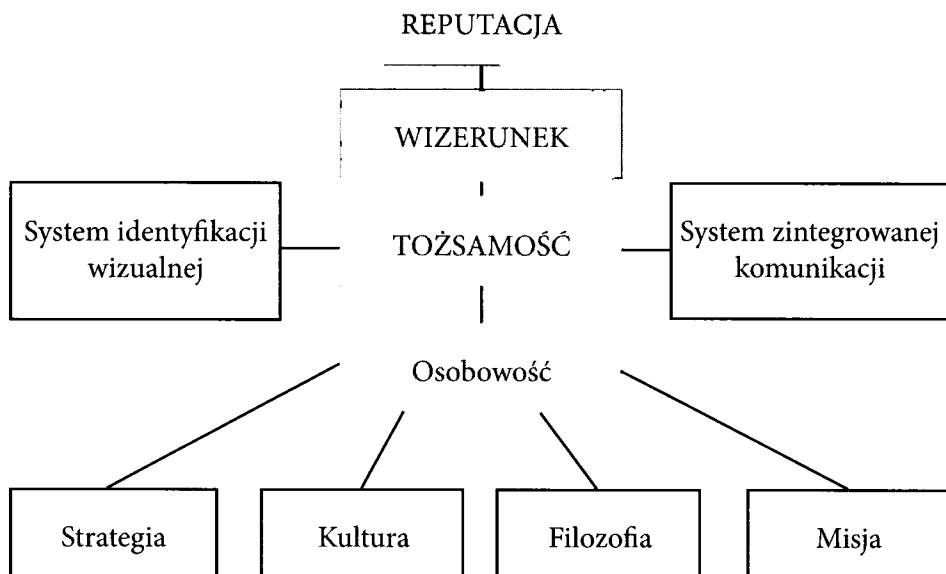 REPUTACJA
WIZERUNEK
System identyfikacji
wizualnej
TOŻSAMOŚĆ
System zintegrowanej
komunikacji
Osobowość
Strategia
Kultura
Filozofia
Misja